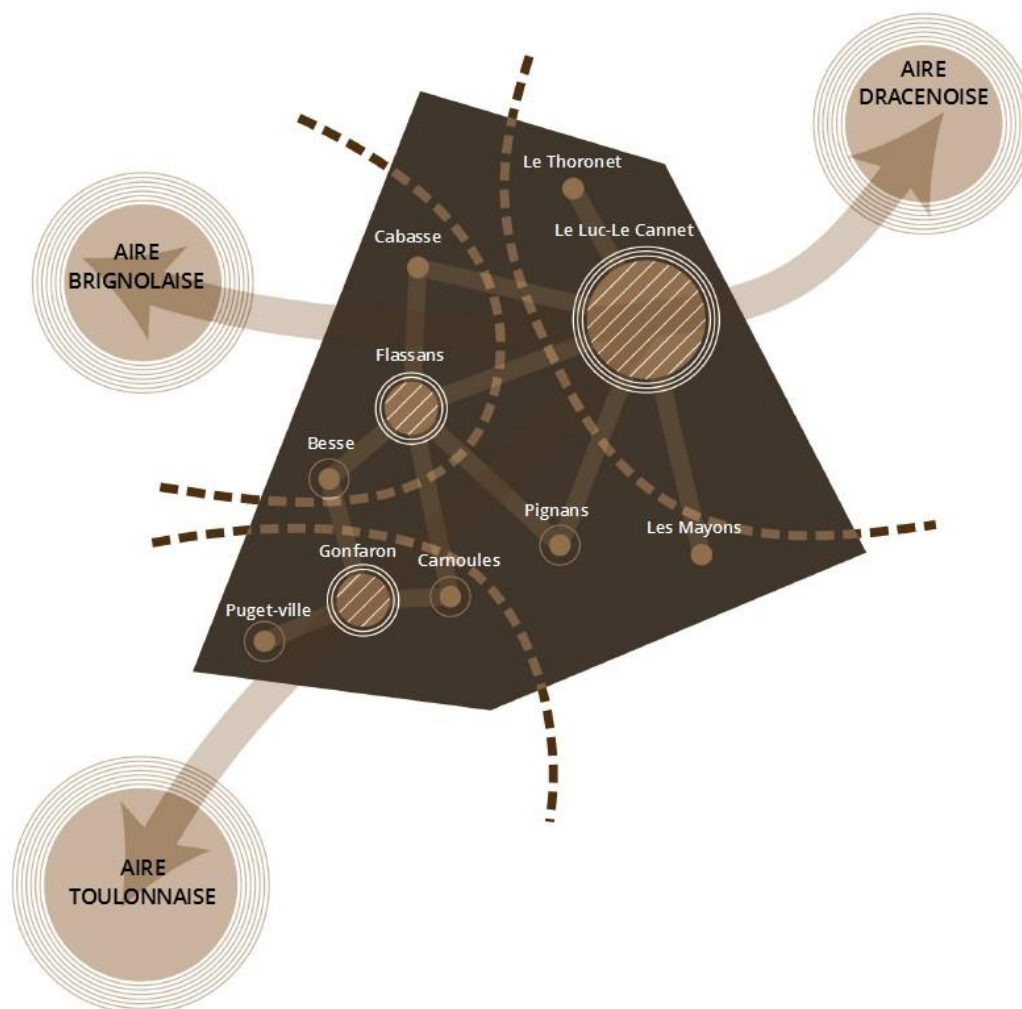 AIRE
DRACENOISE
Le Thoronet
Le Luc-Le Cannet
Cabasse
AIRE
BRIGNOLAISE
Flassans
Besse
Pignans
Les Mayons
Gonfaron
Carnoules
Puget-ville
AIRE
TOULONNAISE